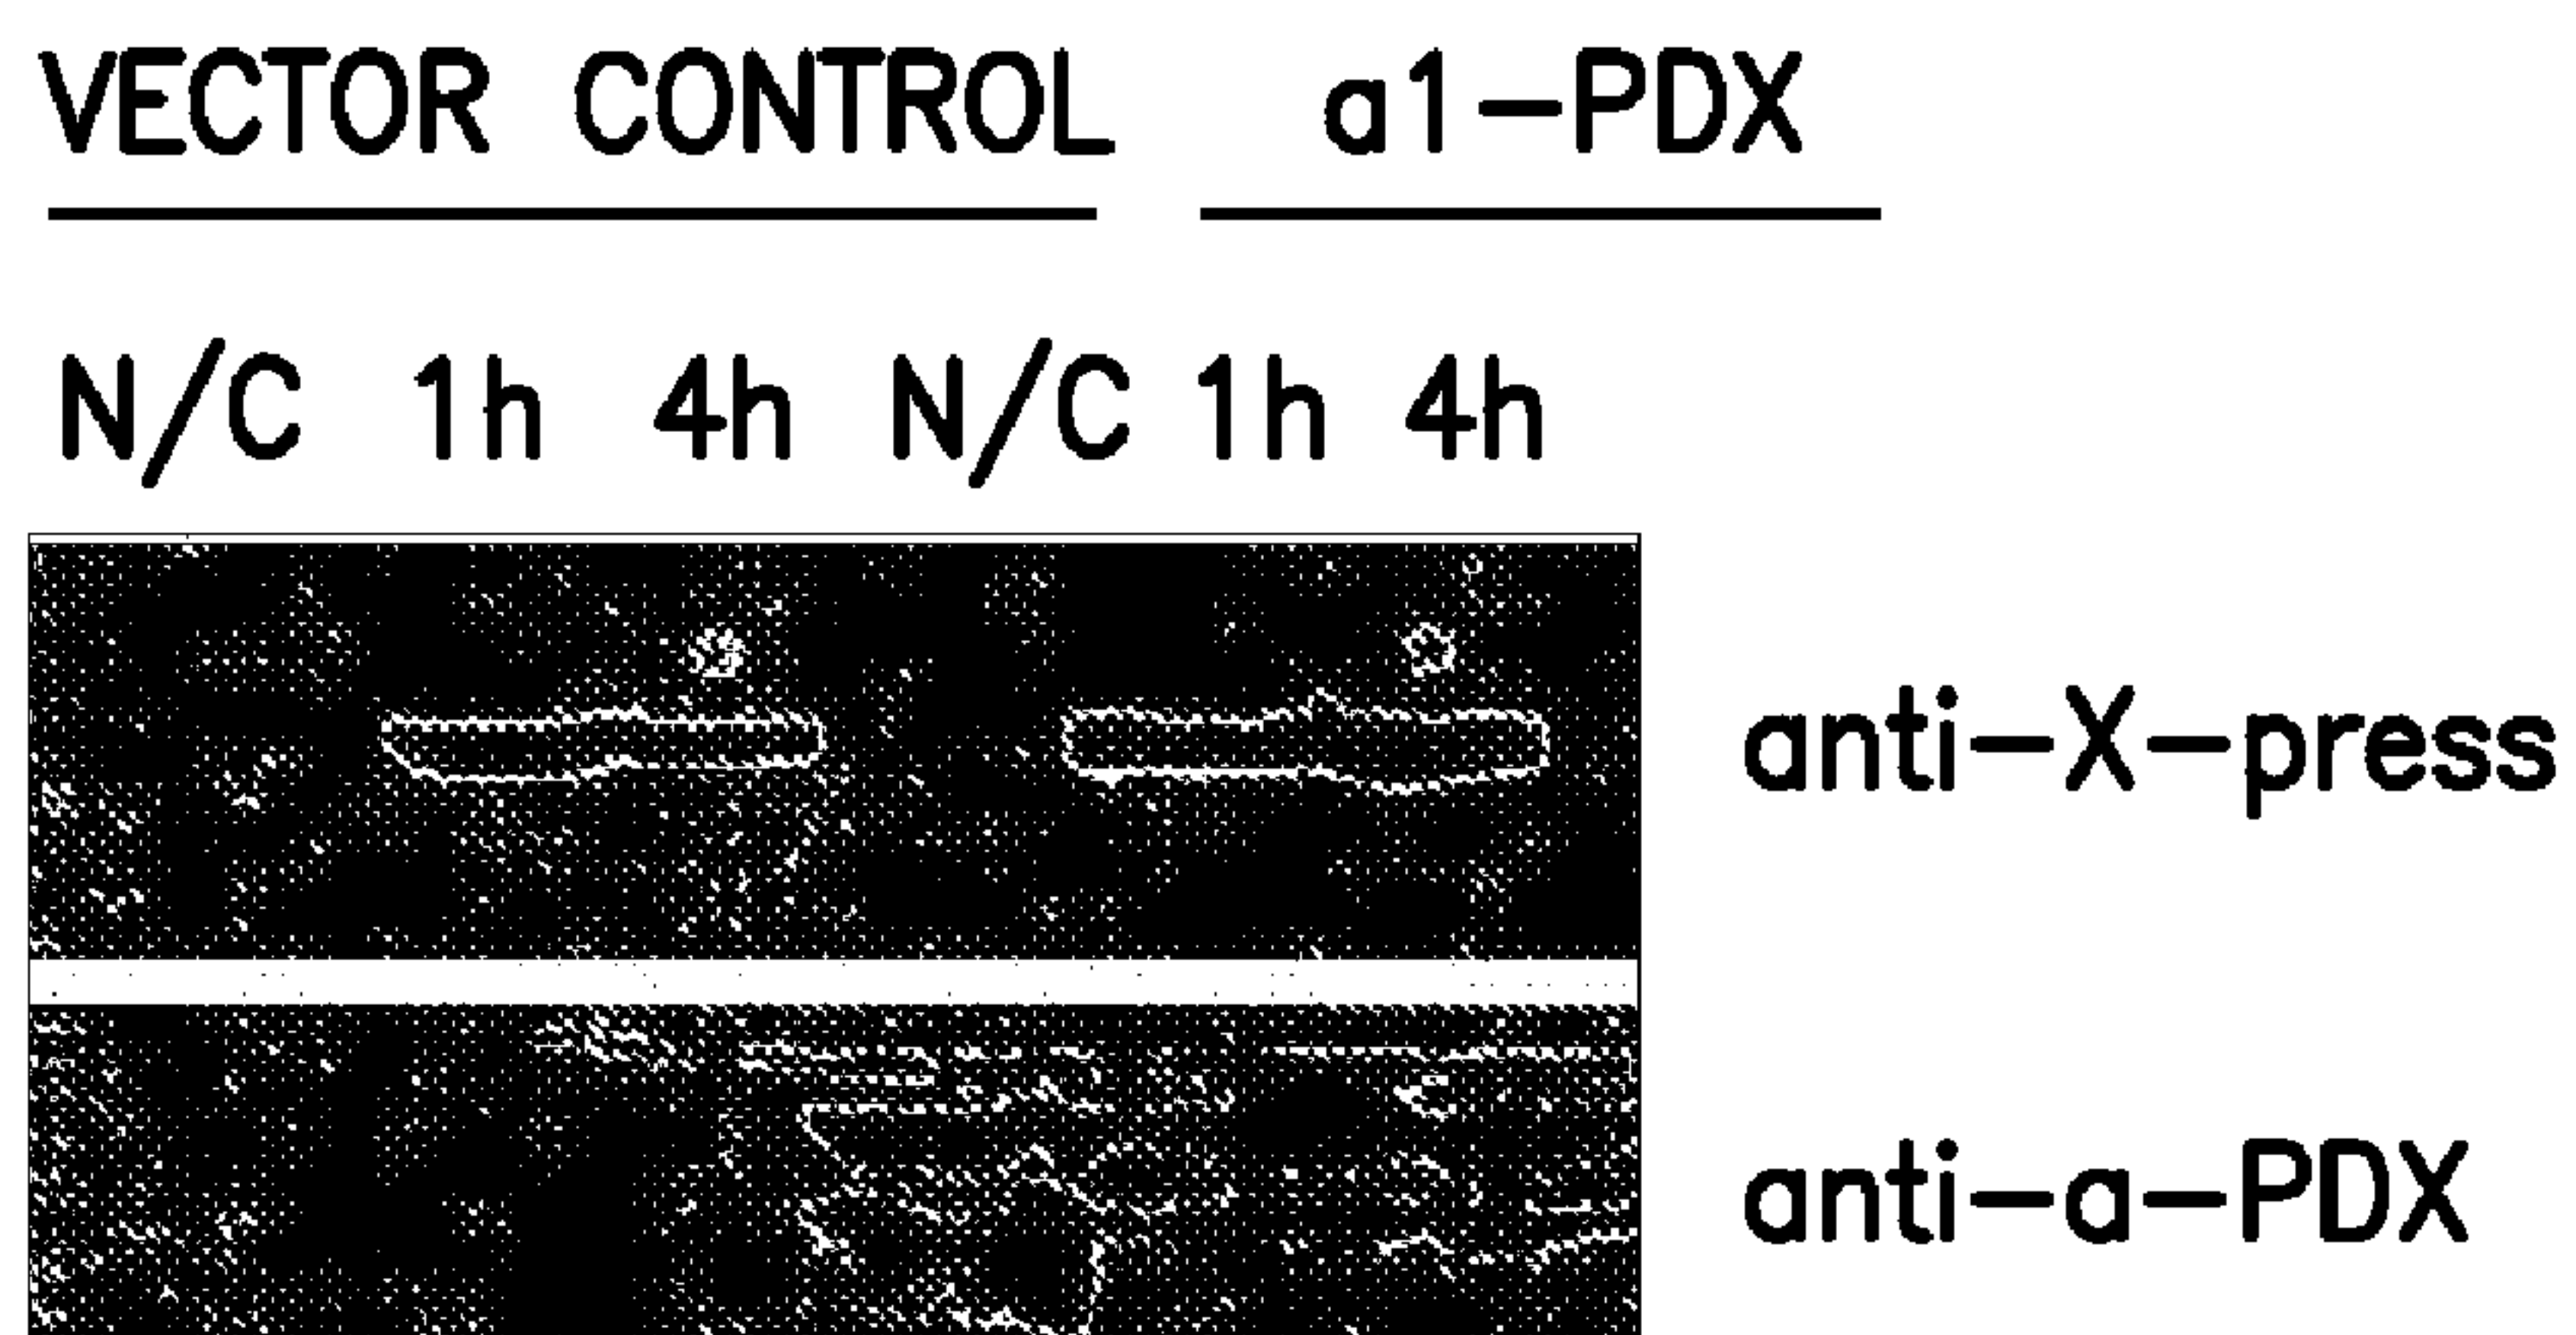 VECTOR CONTROL a1-PDX
N/C 1h 4h N/C 1h 4h
anti-X-press
anti-a-PDX